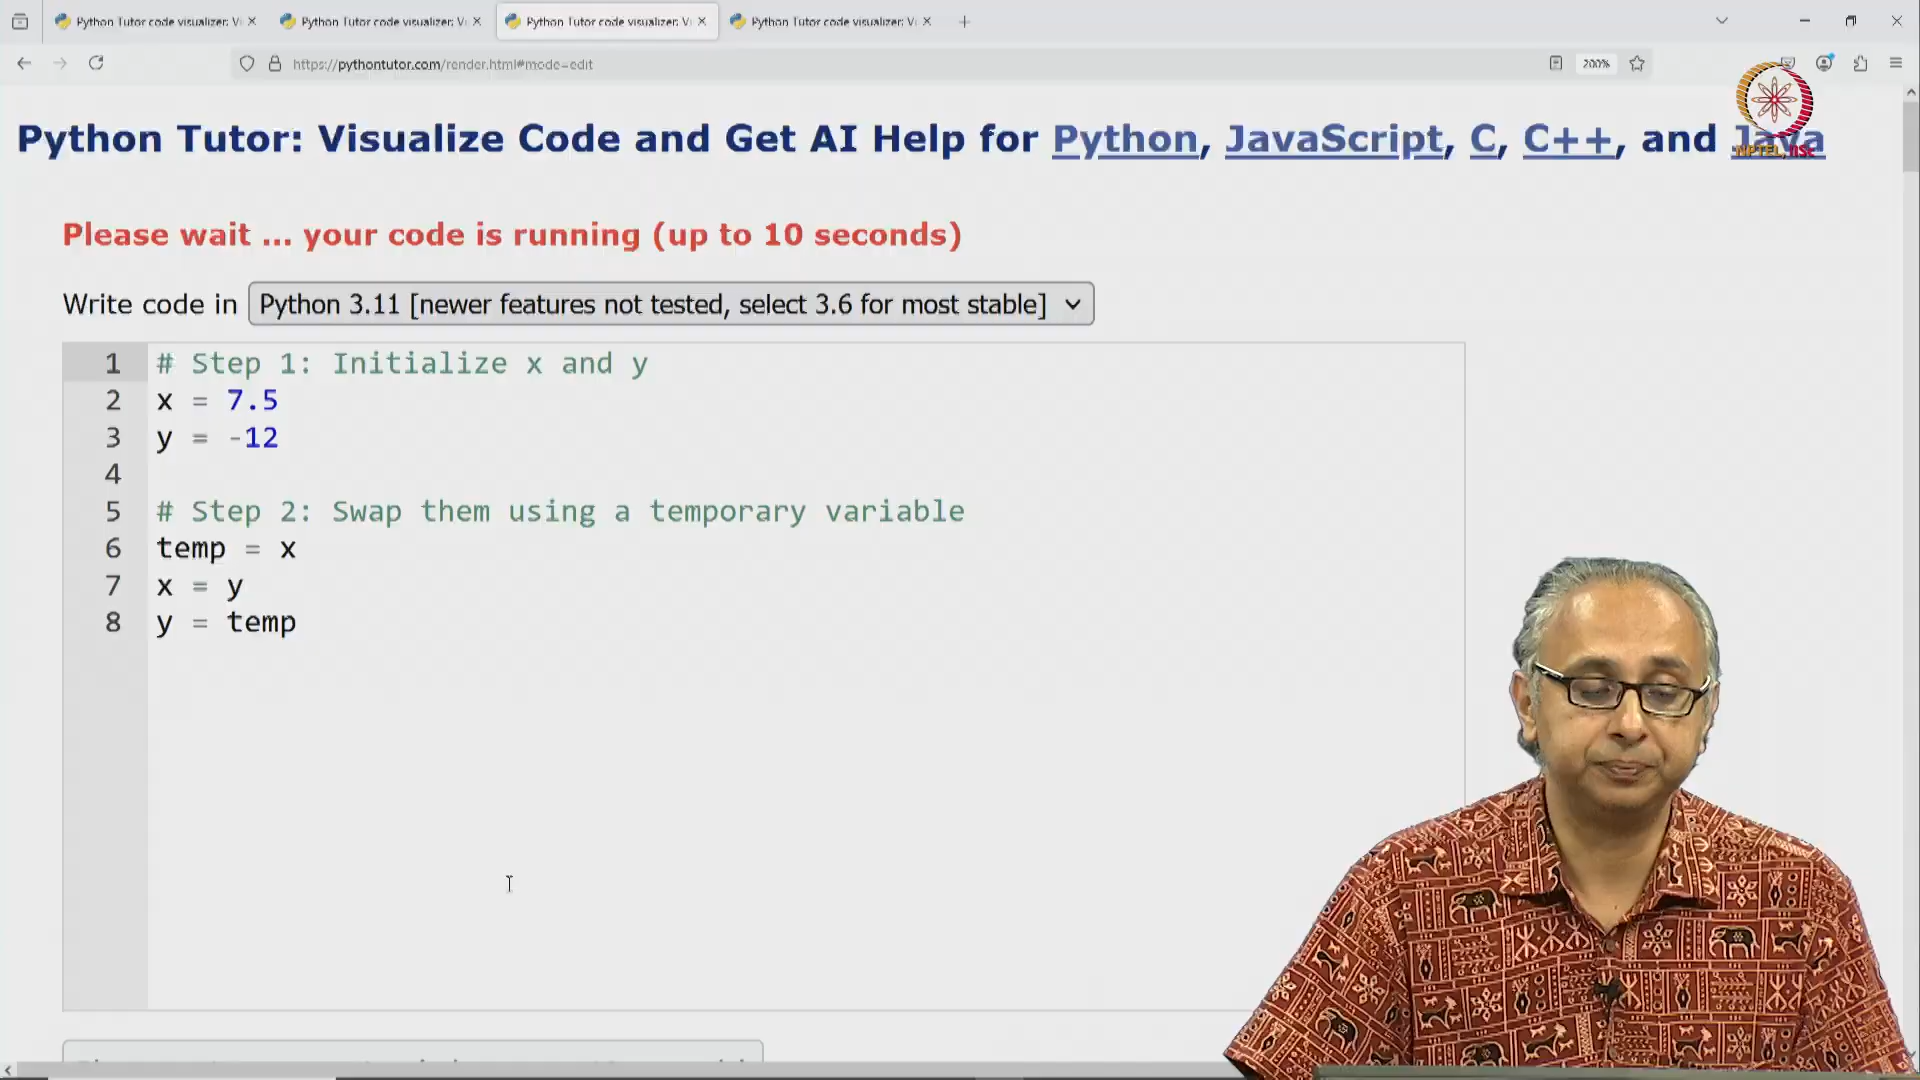 Python Tutor code visualizer: Vi
Python Tutor code visualizer: Vi
Python Tutor code visualizer: Vi
Python Tutor code visualizer: Vi
https://pythontutor.com/render.html#mode=edit
200%
Python Tutor: Visualize Code and Get AI Help for Python, JavaScript, C, C++, and Java
NPTEL, IISc
Please wait ... your code is running (up to 10 seconds)
Write code in Python 3.11 [newer features not tested, select 3.6 for most stable]
1 # Step 1: Initialize x and y
2 x = 7.5
3 y = -12
4
5 # Step 2: Swap them using a temporary variable
6 temp = x
7 x = y
8 y = temp